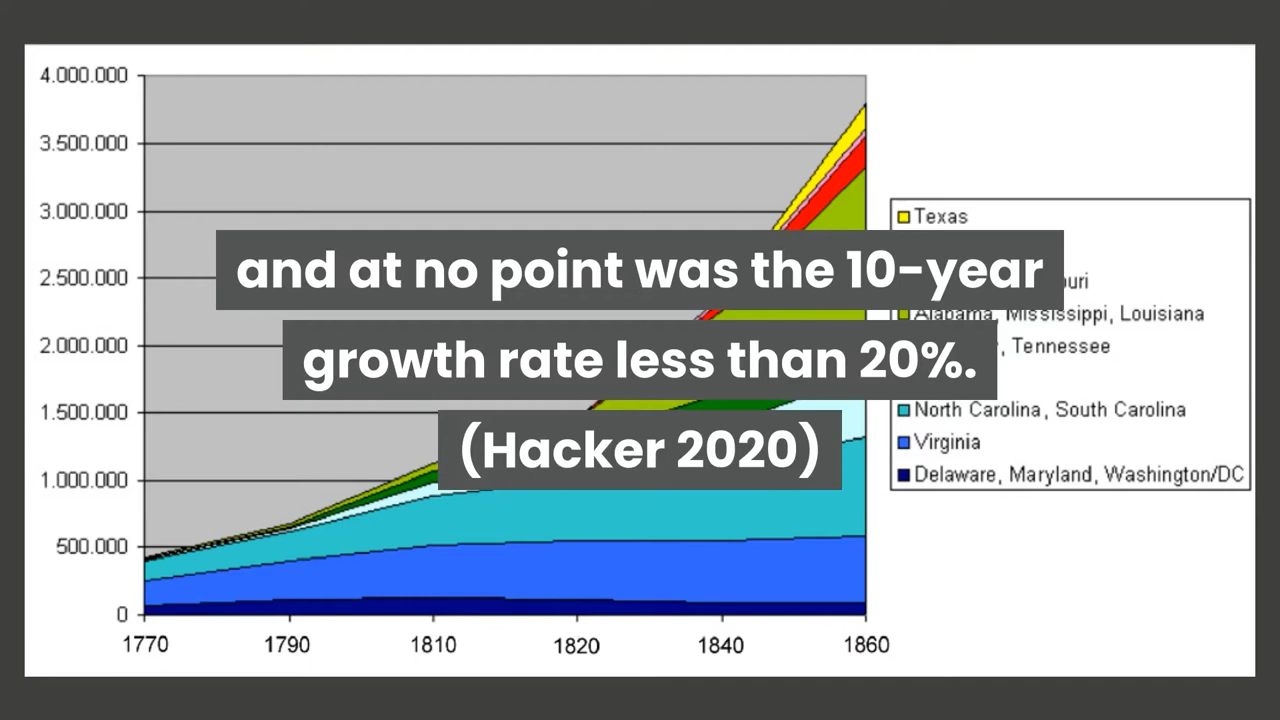 4.000.000
3.500.000
3.000.000
2.500.000
2.000.000
1.500.000
1.000.000
500.000
0
1770 1790 1810 1820 1840 1860
and at no point was the 10-year
growth rate less than 20%.
(Hacker 2020)
Texas
Alabama, Mississippi, Louisiana
, Tennessee
North Carolina, South Carolina
Virginia
Delaware, Maryland, Washington/DC